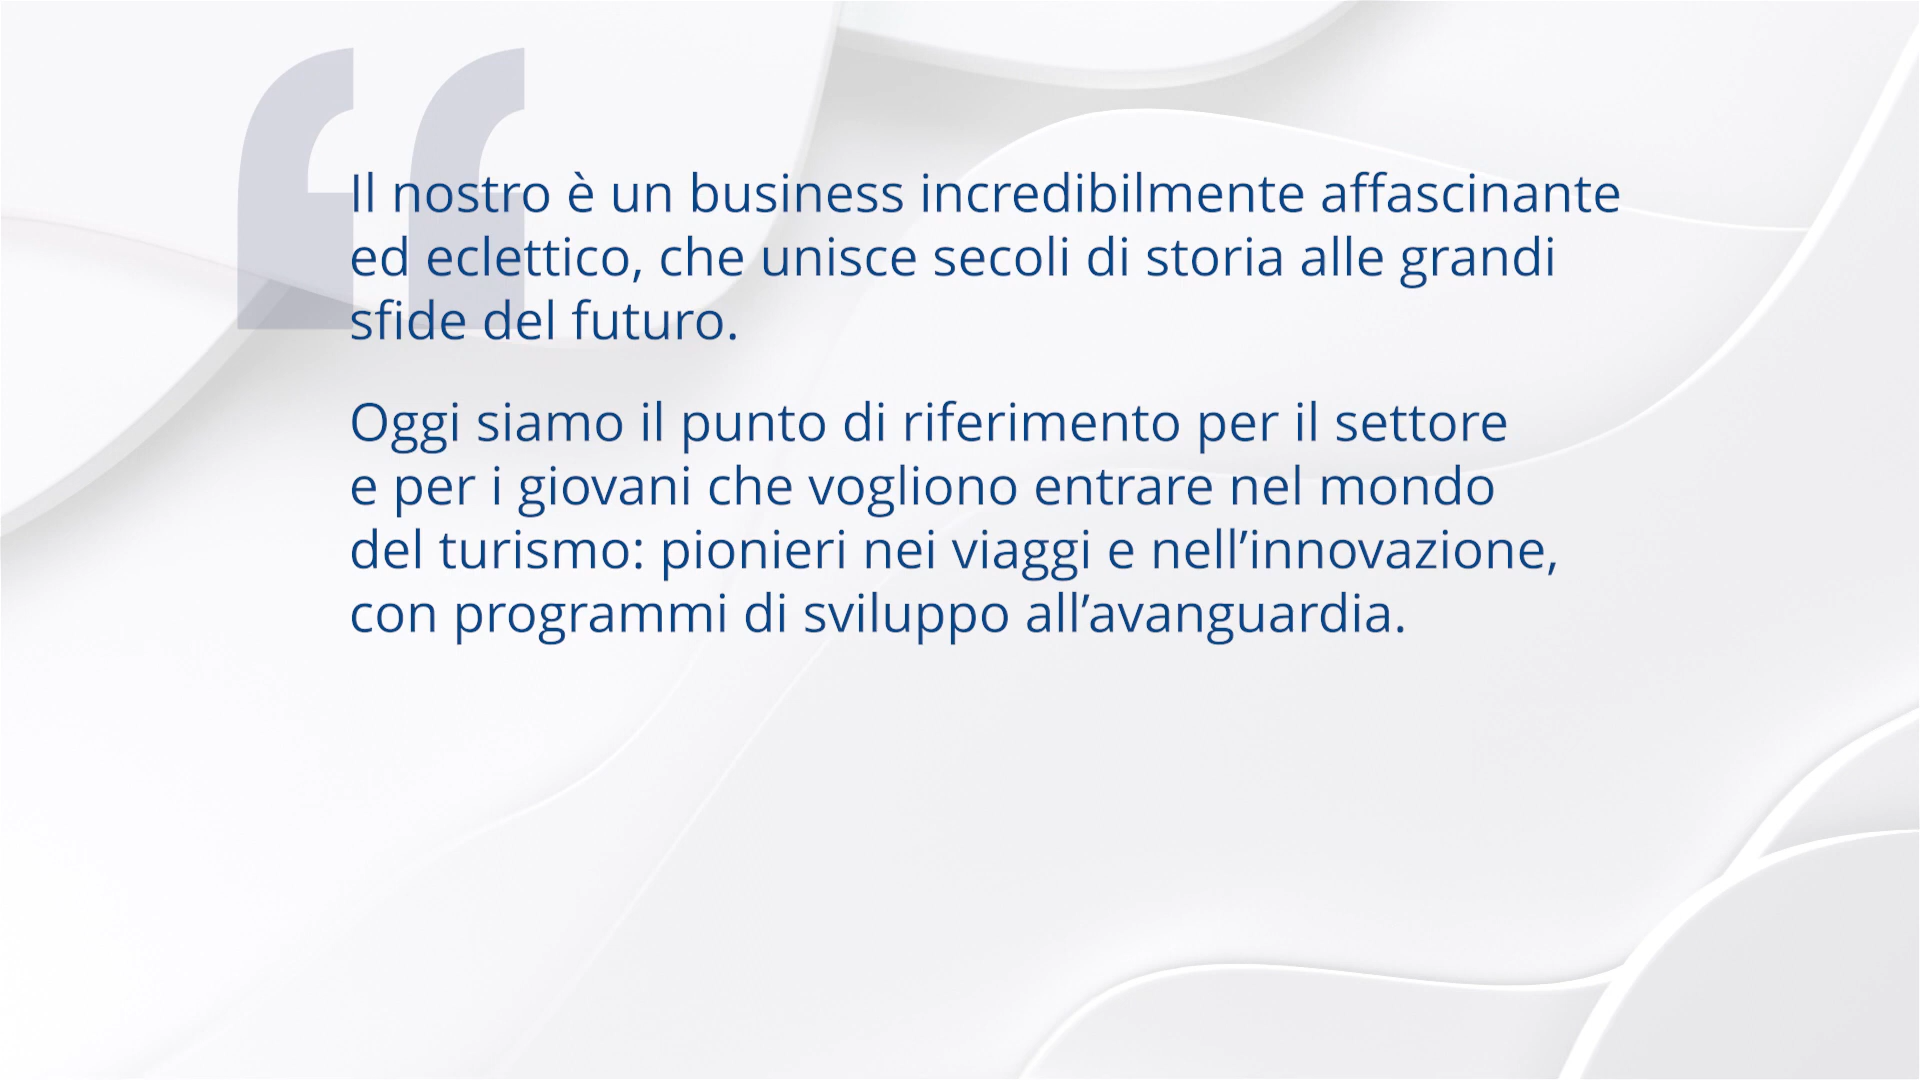 Il nostro è un business incredibilmente affascinante
ed eclettico, che unisce secoli di storia alle grandi
sfide del futuro.
Oggi siamo il punto di riferimento per il settore
e per i giovani che vogliono entrare nel mondo
del turismo: pionieri nei viaggi e nell’innovazione,
con programmi di sviluppo all’avanguardia.